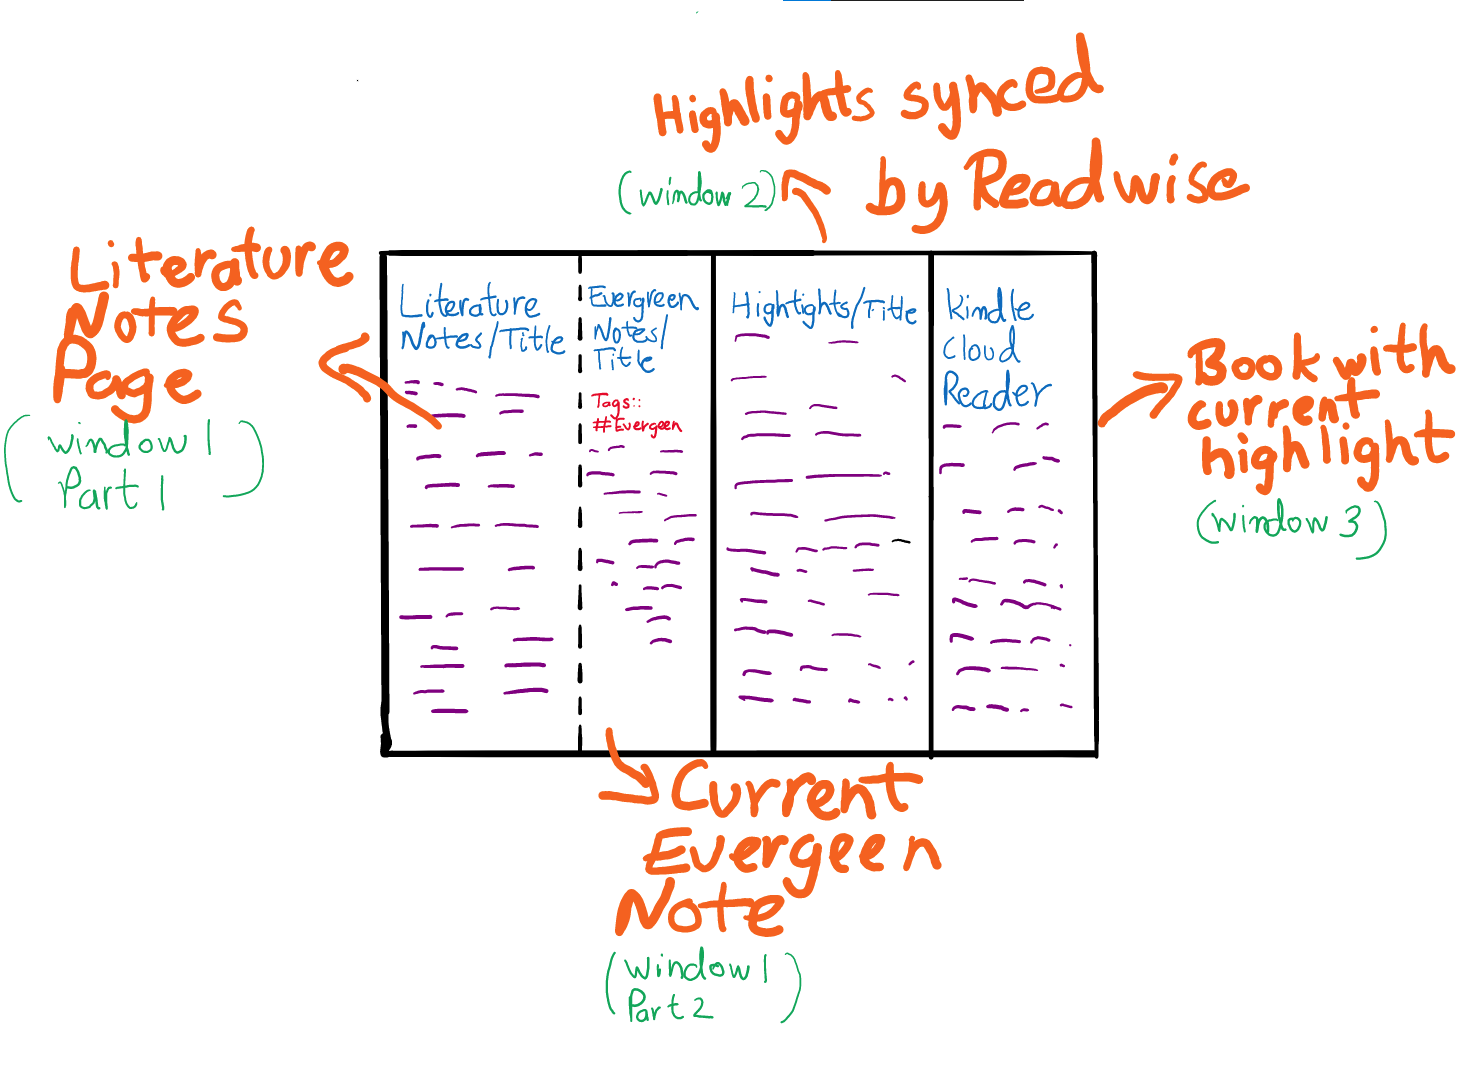 Highlights synced
by Readwise
(window 2)
Literature
Notes
Page
(window 1
Part 1)
Literature
Notes/Title
Evergreen
Notes/
Title
Tags::
#Evergeen
Hightights/Title
Kindle
Cloud
Reader
Book with
current
highlight
(window 3)
Current
Evergeen
Note
(window 1
Part 2)